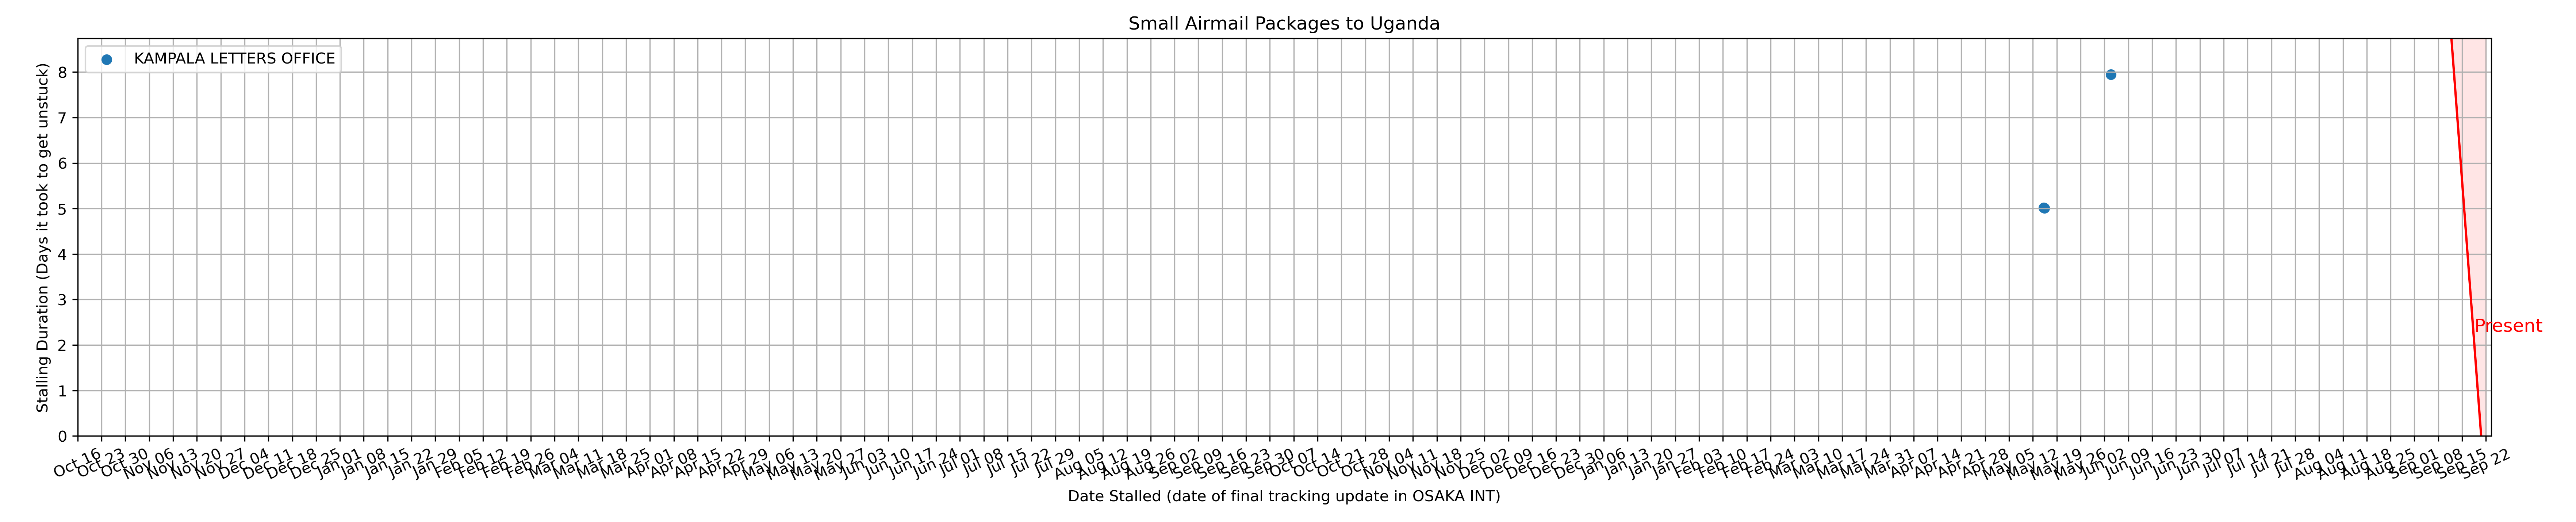 Small Airmail Packages to Uganda
KAMPALA LETTERS OFFICE
Stalling Duration (Days it took to get unstuck)
8
7
6
5
4
3
2
1
0
Present
Oct 16 Oct 23 Oct 30 Nov 06 Nov 13 Nov 20 Nov 27 Dec 04 Dec 11 Dec 18 Dec 25 Jan 01 Jan 08 Jan 15 Jan 22 Jan 29 Feb 05 Feb 12 Feb 19 Feb 26 Mar 04 Mar 11 Mar 18 Mar 25 Apr 01 Apr 08 Apr 15 Apr 22 Apr 29 May 06 May 13 May 20 May 27 Jun 03 Jun 10 Jun 17 Jun 24 Jul 01 Jul 08 Jul 15 Jul 22 Jul 29 Aug 05 Aug 12 Aug 19 Aug 26 Sep 02 Sep 09 Sep 16 Sep 23 Sep 30 Oct 07 Oct 14 Oct 21 Oct 28 Nov 04 Nov 11 Nov 18 Nov 25 Dec 02 Dec 09 Dec 16 Dec 23 Dec 30 Jan 06 Jan 13 Jan 20 Jan 27 Feb 03 Feb 10 Feb 17 Feb 24 Mar 03 Mar 10 Mar 17 Mar 24 Mar 31 Apr 07 Apr 14 Apr 21 Apr 28 May 05 May 12 May 19 May 26 Jun 02 Jun 09 Jun 16 Jun 23 Jun 30 Jul 07 Jul 14 Jul 21 Jul 28 Aug 04 Aug 11 Aug 18 Aug 25 Sep 01 Sep 08 Sep 15 Sep 22
Date Stalled (date of final tracking update in OSAKA INT)